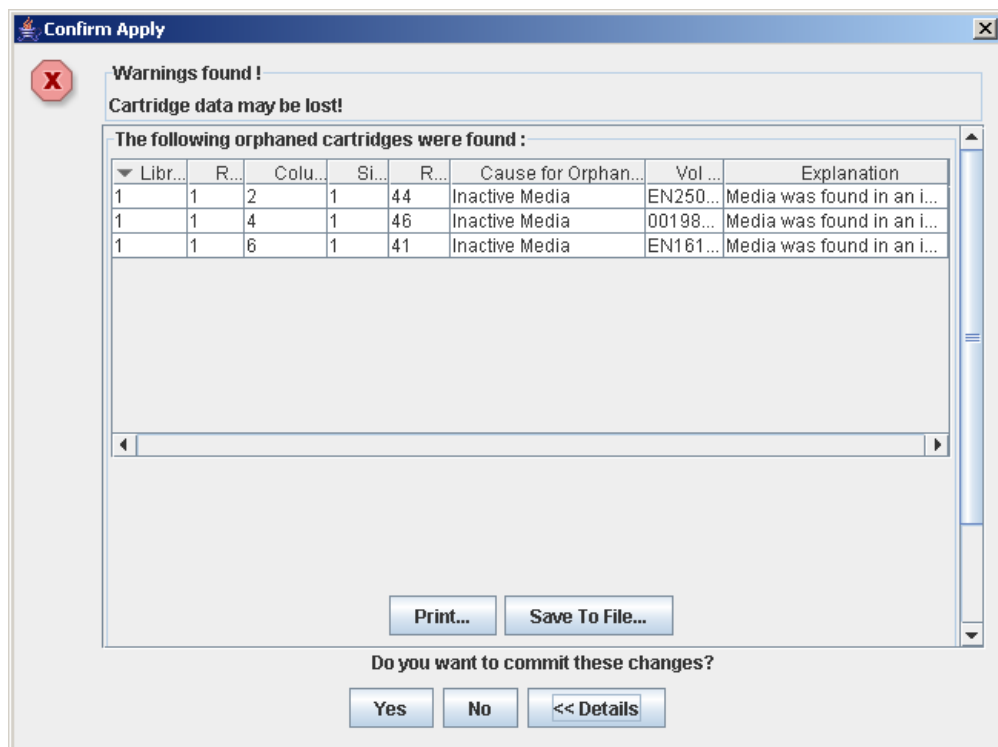 Confirm Apply
Warnings found !
Cartridge data may be lost!
The following orphaned cartridges were found :
Libr... R... Colu... Si... R... Cause for Orphan... Vol ... Explanation
1 1 2 1 44 Inactive Media EN250... Media was found in an i...
1 1 4 1 46 Inactive Media 00198... Media was found in an i...
1 1 6 1 41 Inactive Media EN161... Media was found in an i...
Print... Save To File...
Do you want to commit these changes?
Yes No << Details